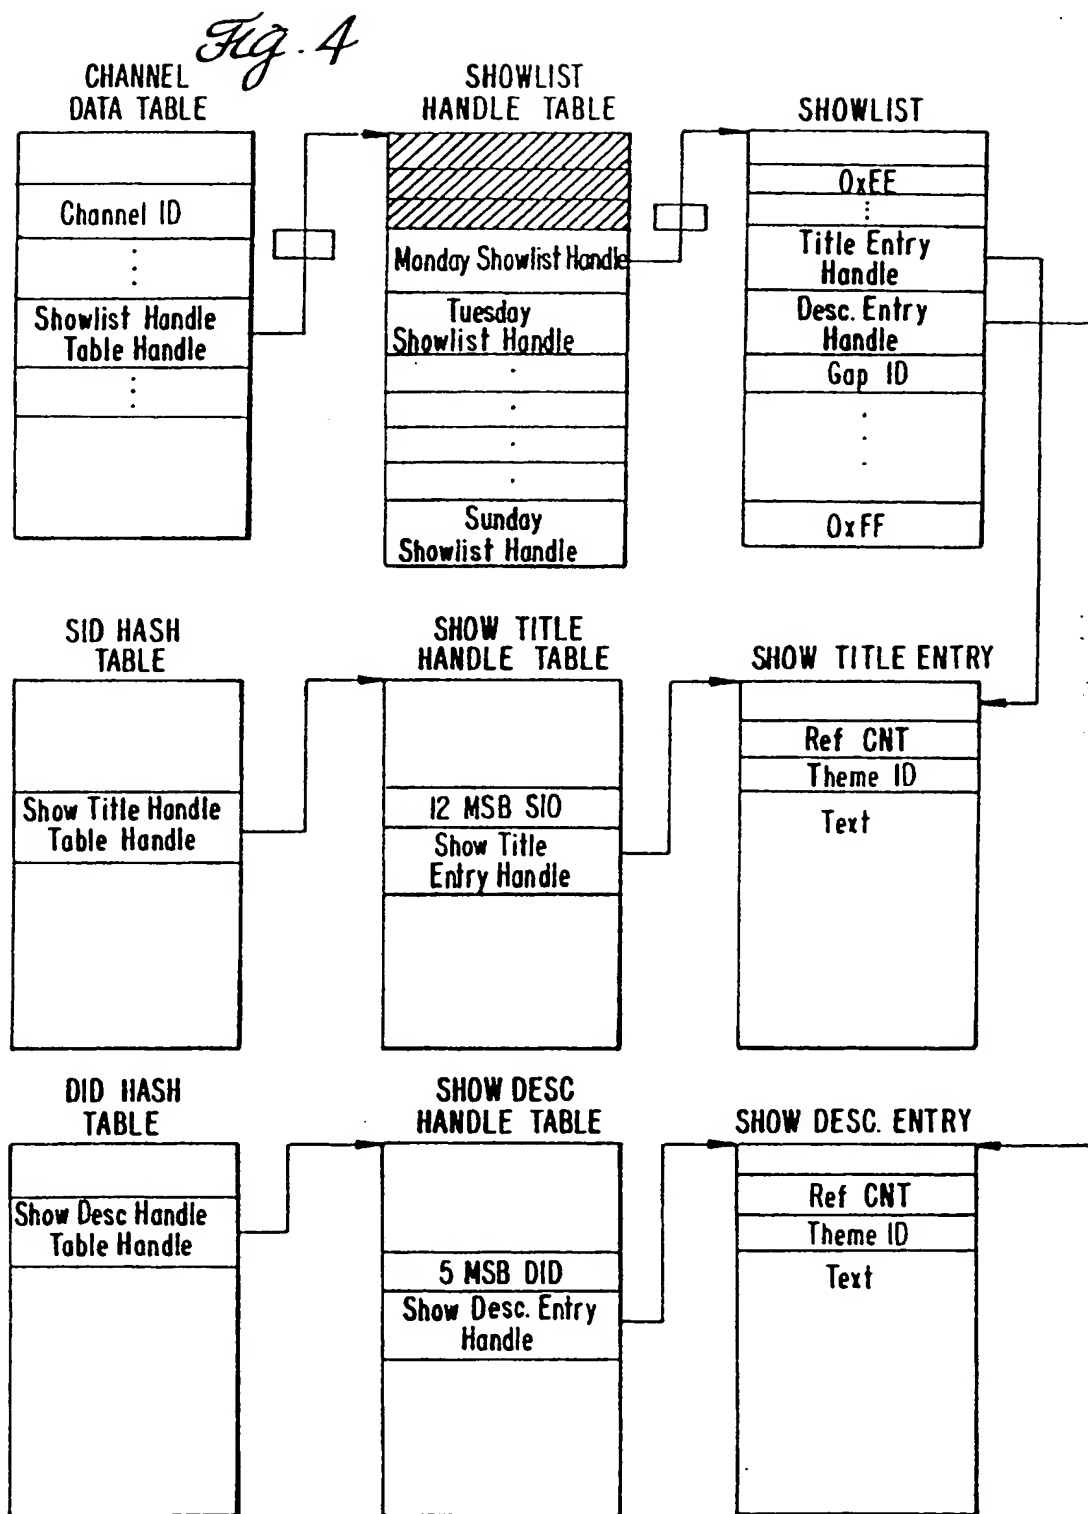 Fig. 4
CHANNEL
DATA TABLE
Channel ID
Showlist Handle
Table Handle
SHOWLIST
HANDLE TABLE
Monday Showlist Handle
Tuesday
Showlist Handle
Sunday
Showlist Handle
SHOWLIST
0xEE
Title Entry
Handle
Desc. Entry
Handle
Gap ID
0xFF
SID HASH
TABLE
Show Title Handle
Table Handle
SHOW TITLE
HANDLE TABLE
12 MSB SIO
Show Title
Entry Handle
SHOW TITLE ENTRY
Ref CNT
Theme ID
Text
DID HASH
TABLE
Show Desc Handle
Table Handle
SHOW DESC
HANDLE TABLE
5 MSB DID
Show Desc. Entry
Handle
SHOW DESC. ENTRY
Ref CNT
Theme ID
Text